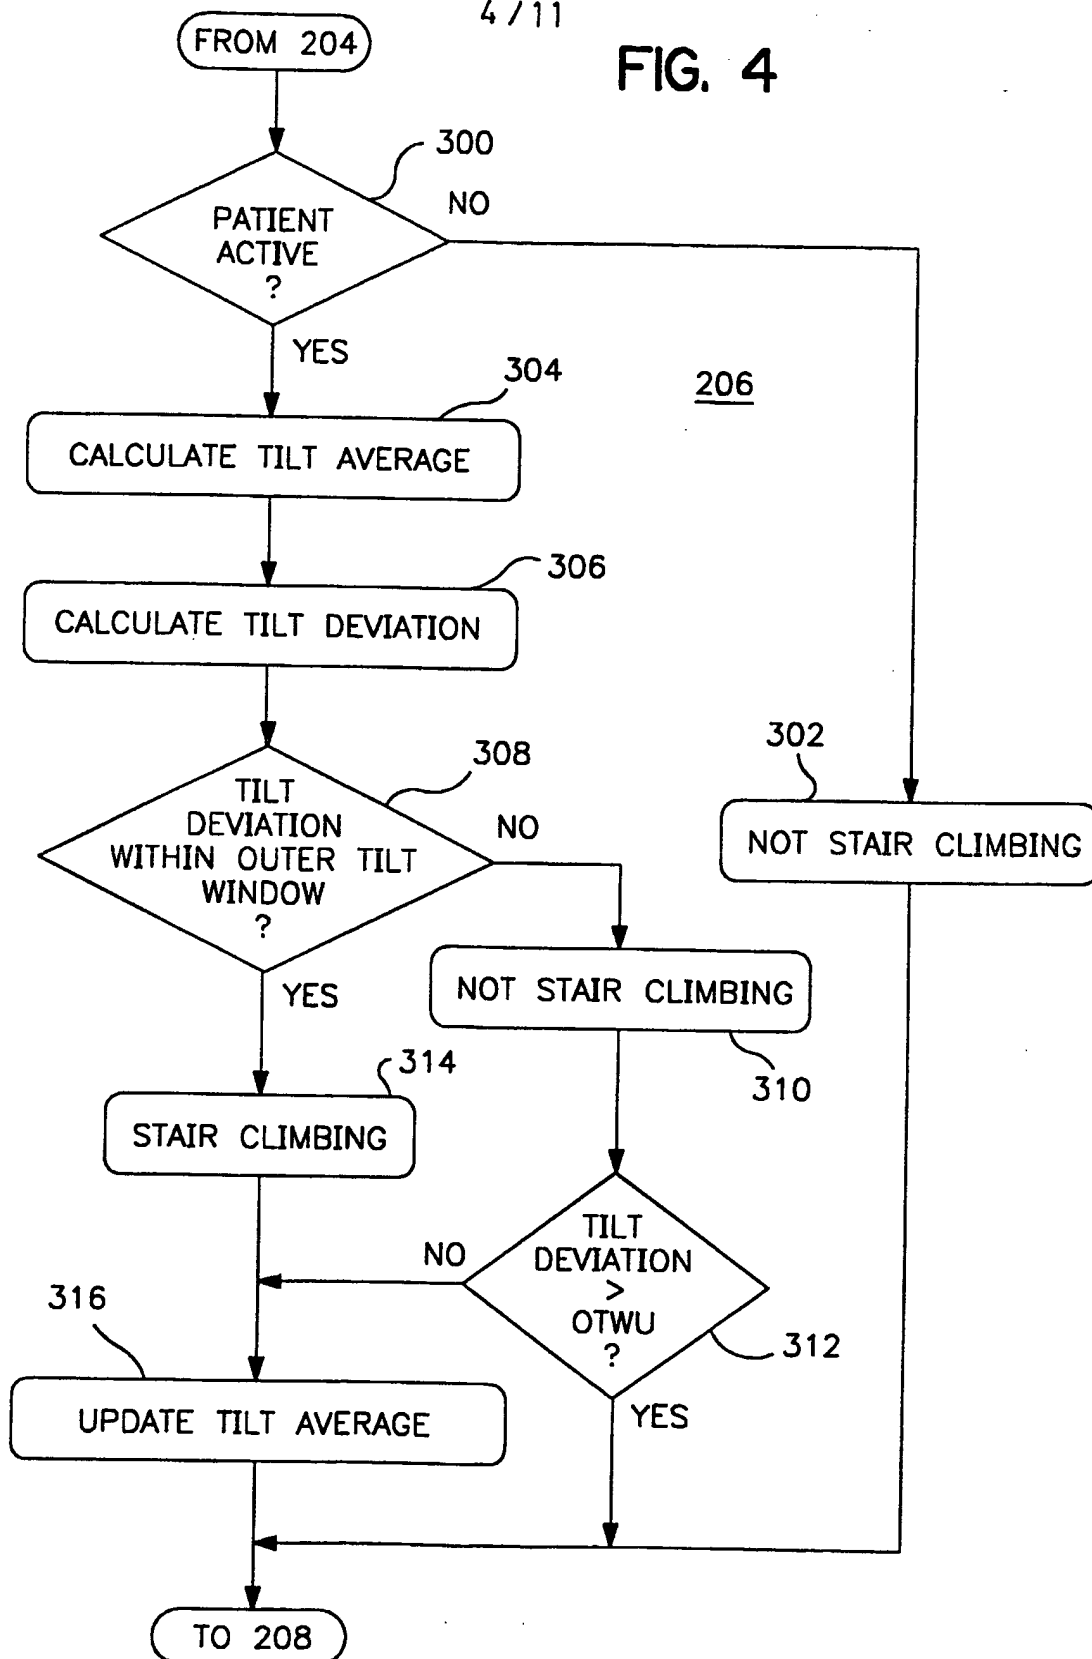 4/11
FROM 204
FIG. 4
300
NO
PATIENT
ACTIVE
?
YES
304
206
CALCULATE TILT AVERAGE
306
CALCULATE TILT DEVIATION
302
308
TILT
DEVIATION
WITHIN OUTER TILT
WINDOW
?
NO
NOT STAIR CLIMBING
YES
NOT STAIR CLIMBING
310
314
STAIR CLIMBING
TILT
DEVIATION
>
OTWU
?
NO
312
316
YES
UPDATE TILT AVERAGE
TO 208